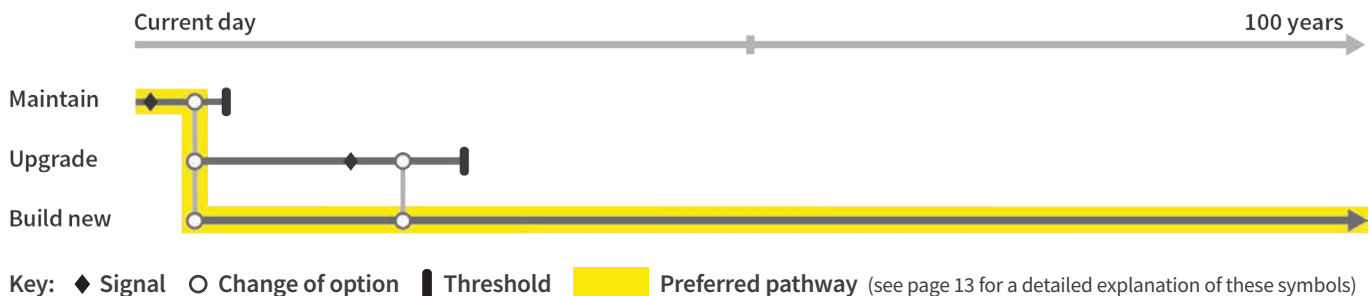 Current day 100 years
Maintain
Upgrade
Build new
Key: Signal Change of option Threshold Preferred pathway (see page 13 for a detailed explanation of these symbols)